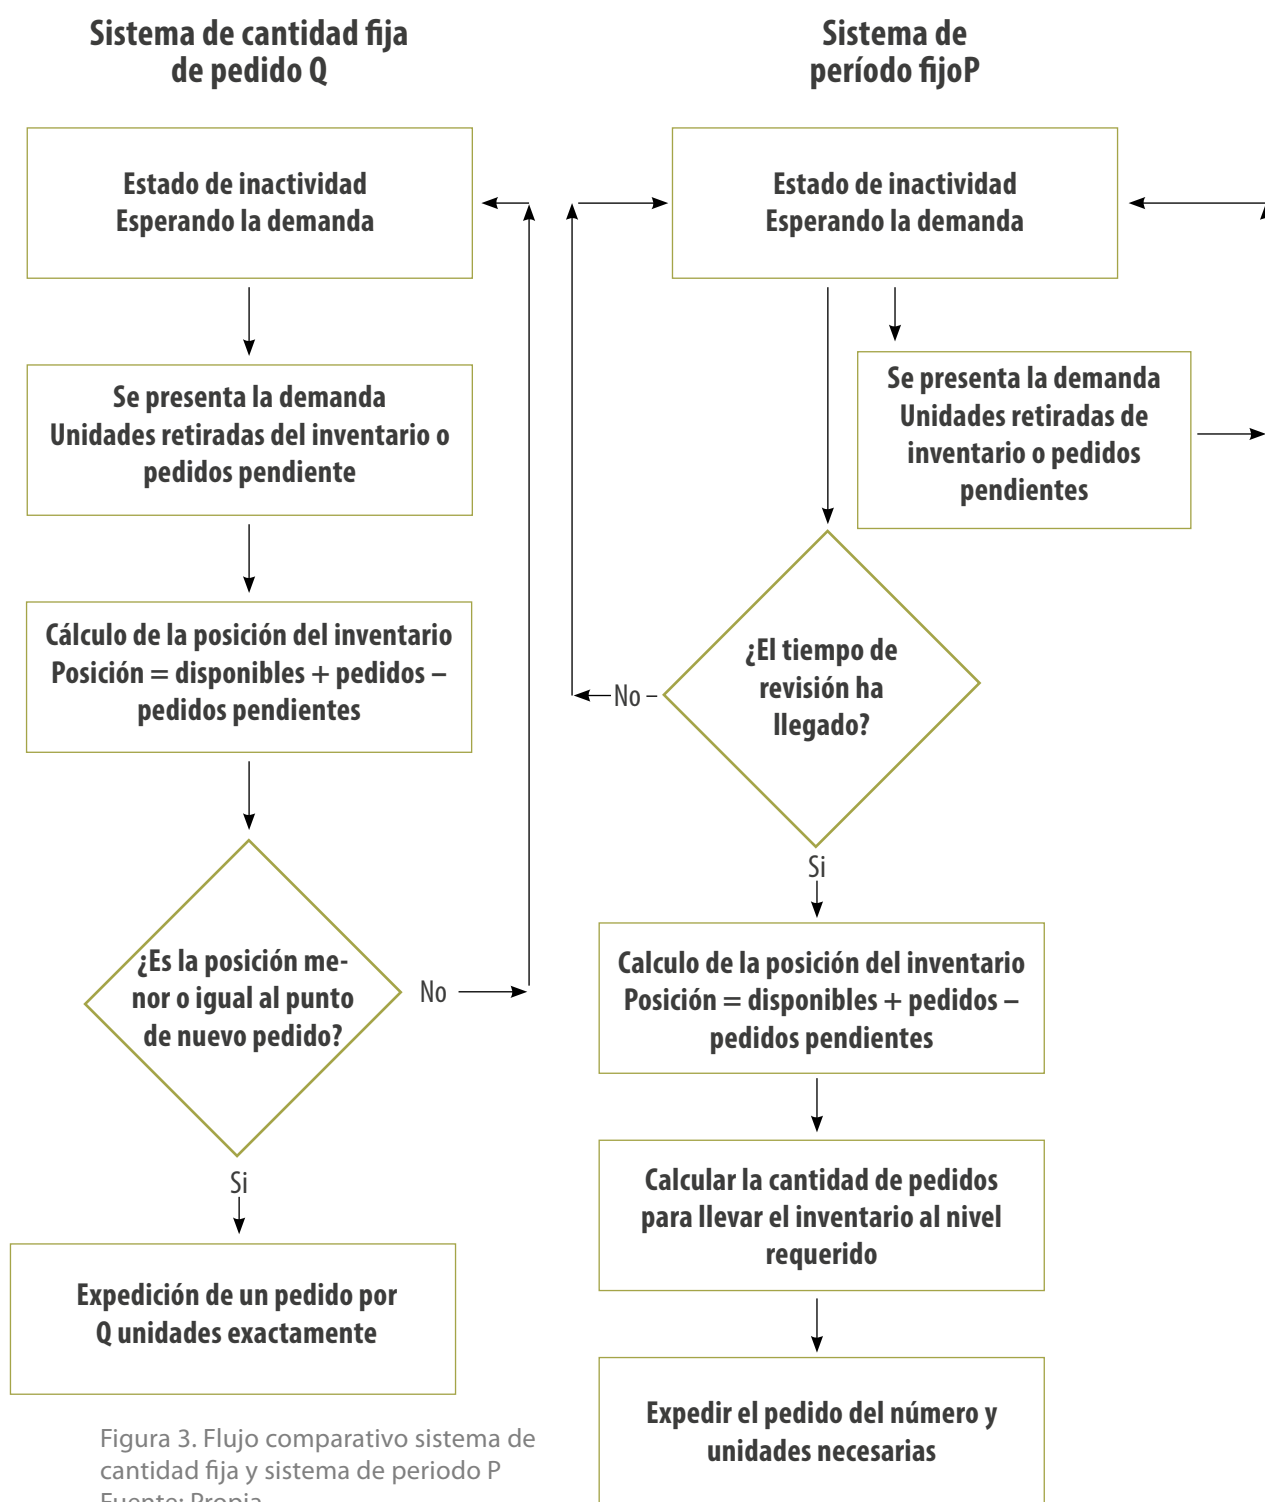 Sistema de cantidad fija
de pedido Q
Estado de inactividad
Esperando la demanda
Se presenta la demanda
Unidades retiradas del inventario o
pedidos pendiente
Cálculo de la posición del inventario
Posición = disponibles + pedidos –
pedidos pendientes
¿Es la posición me-
nor o igual al punto
de nuevo pedido?
No
Si
Expedición de un pedido por
Q unidades exactamente
Sistema de
período fijoP
Estado de inactividad
Esperando la demanda
Se presenta la demanda
Unidades retiradas de
inventario o pedidos
pendientes
¿El tiempo de
revisión ha
llegado?
No
Si
Calculo de la posición del inventario
Posición = disponibles + pedidos –
pedidos pendientes
Calcular la cantidad de pedidos
para llevar el inventario al nivel
requerido
Expedir el pedido del número y
unidades necesarias
Figura 3. Flujo comparativo sistema de
cantidad fija y sistema de periodo P
Fuente: Propia